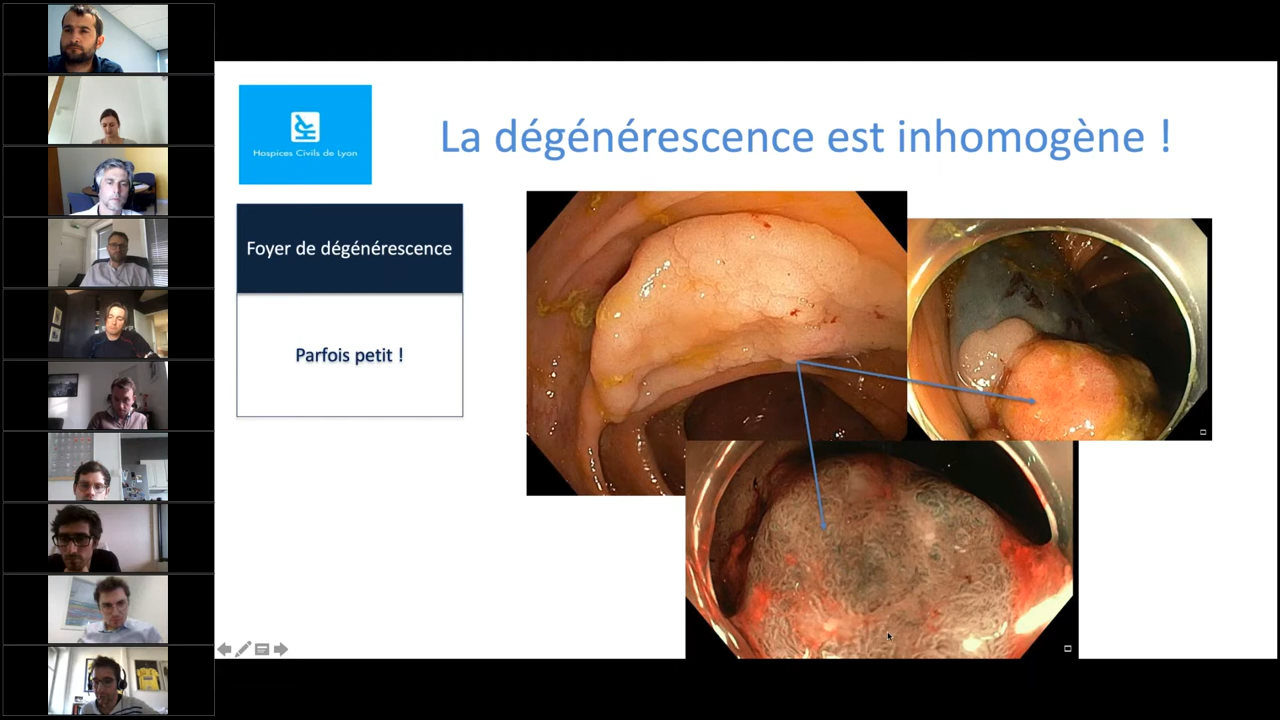 La dégénérescence est inhomogène !
Hospices Civils de Lyon
Foyer de dégénérescence
Parfois petit !